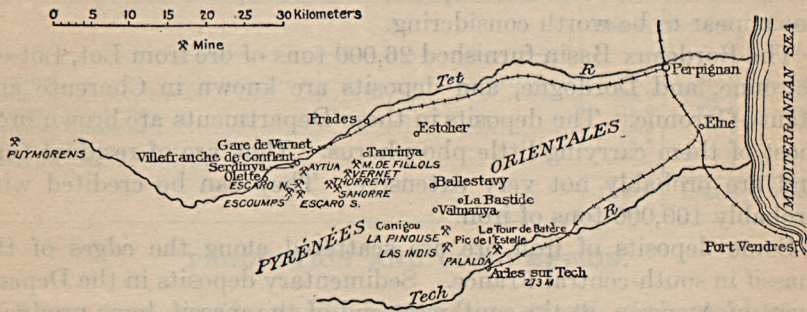 0 5 10 15 20 25 30 Kilometers
Mine
MEDITERRANEAN SEA
Tet R
Perpignan
Prades
Estoher
Elne
ORIENTALES
PUYMORENS
Gare de Vernet
Villefranche de Conflent
Taurinya
Serdinya
Olette
AYTUA
M. DE FILLOLS
VERNET
THORRENT
SAHORRE
ESCARO N.
ESCOUMPS
ESCARO S.
Ballestavy
La Bastide
Valmanya
R.
PYRÉNÉES
Canigou
LA PINOUSE
LAS INDIS
La Tour de Batère
Pic de l'Estelle
PALALDA
Port Vendres
Arles sur Tech
273 M
Tech